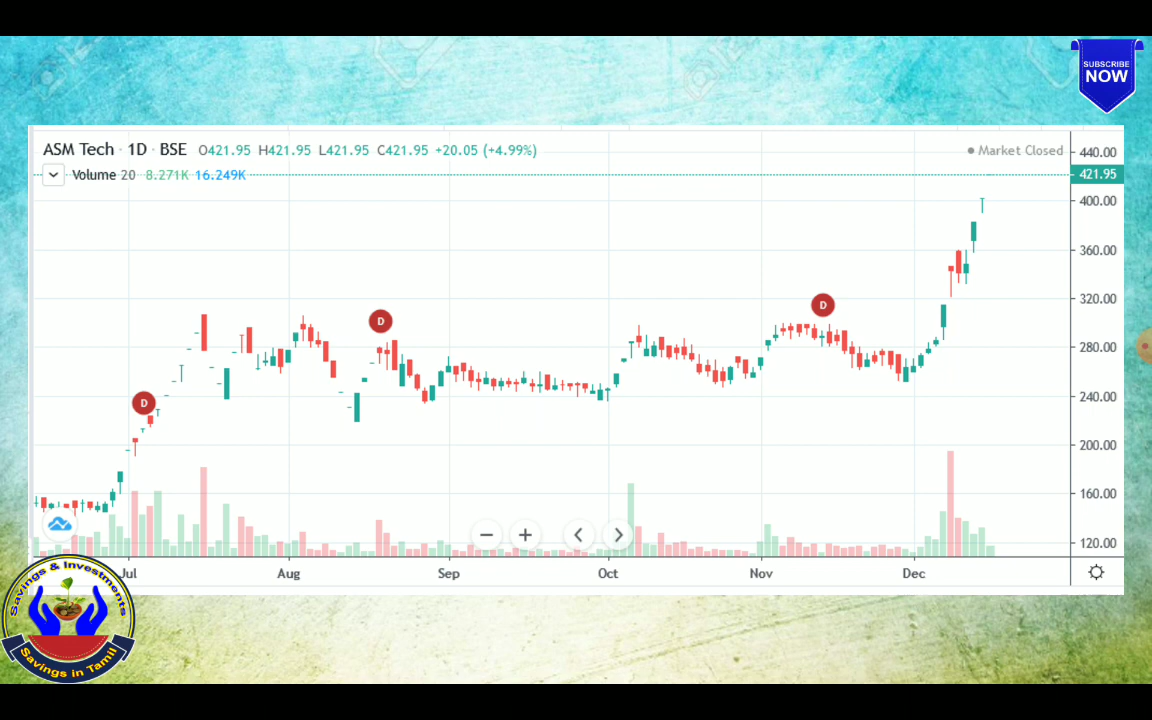 SUBSCRIBE
NOW
ASM Tech · 1D · BSE O421.95 H421.95 L421.95 C421.95 +20.05 (+4.99%)
Market Closed
Volume 20 8.271K 16.249K
440.00
421.95
400.00
360.00
320.00
280.00
240.00
200.00
160.00
120.00
D
D
D
Jul Aug Sep Oct Nov Dec
Savings & Investments
Savings in Tamil